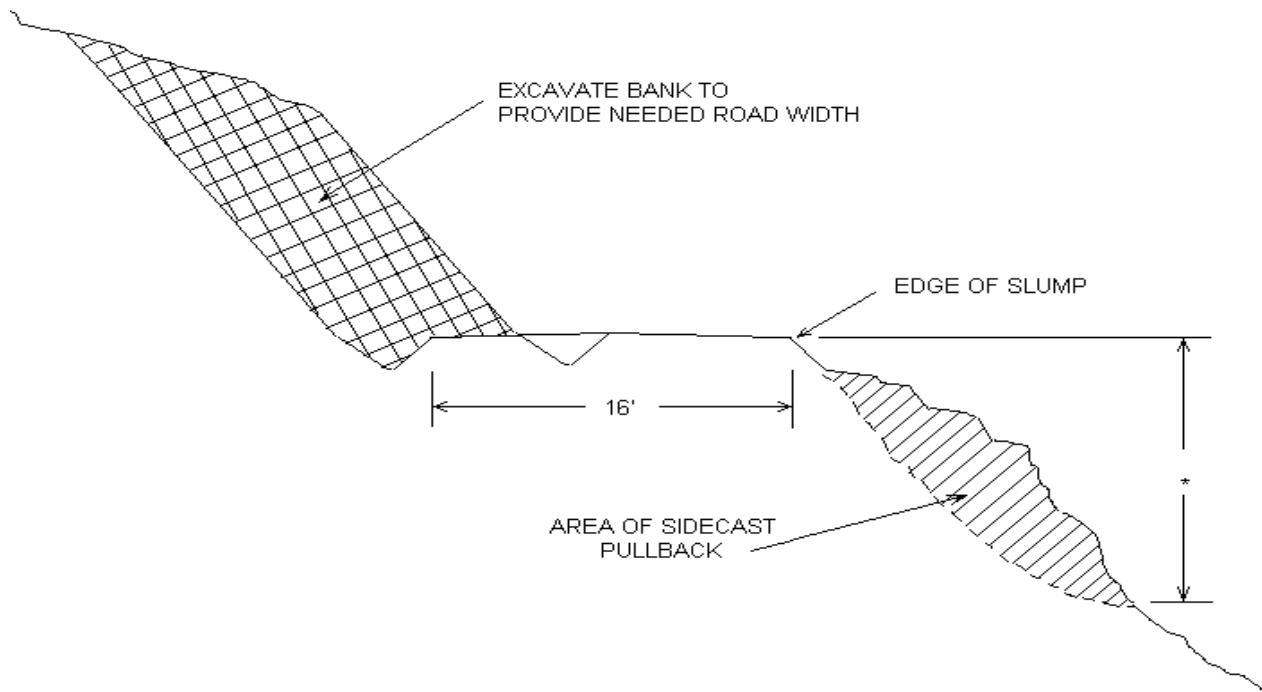 EXCAVATE BANK TO
PROVIDE NEEDED ROAD WIDTH
EDGE OF SLUMP
16'
*
AREA OF SIDECAST
PULLBACK